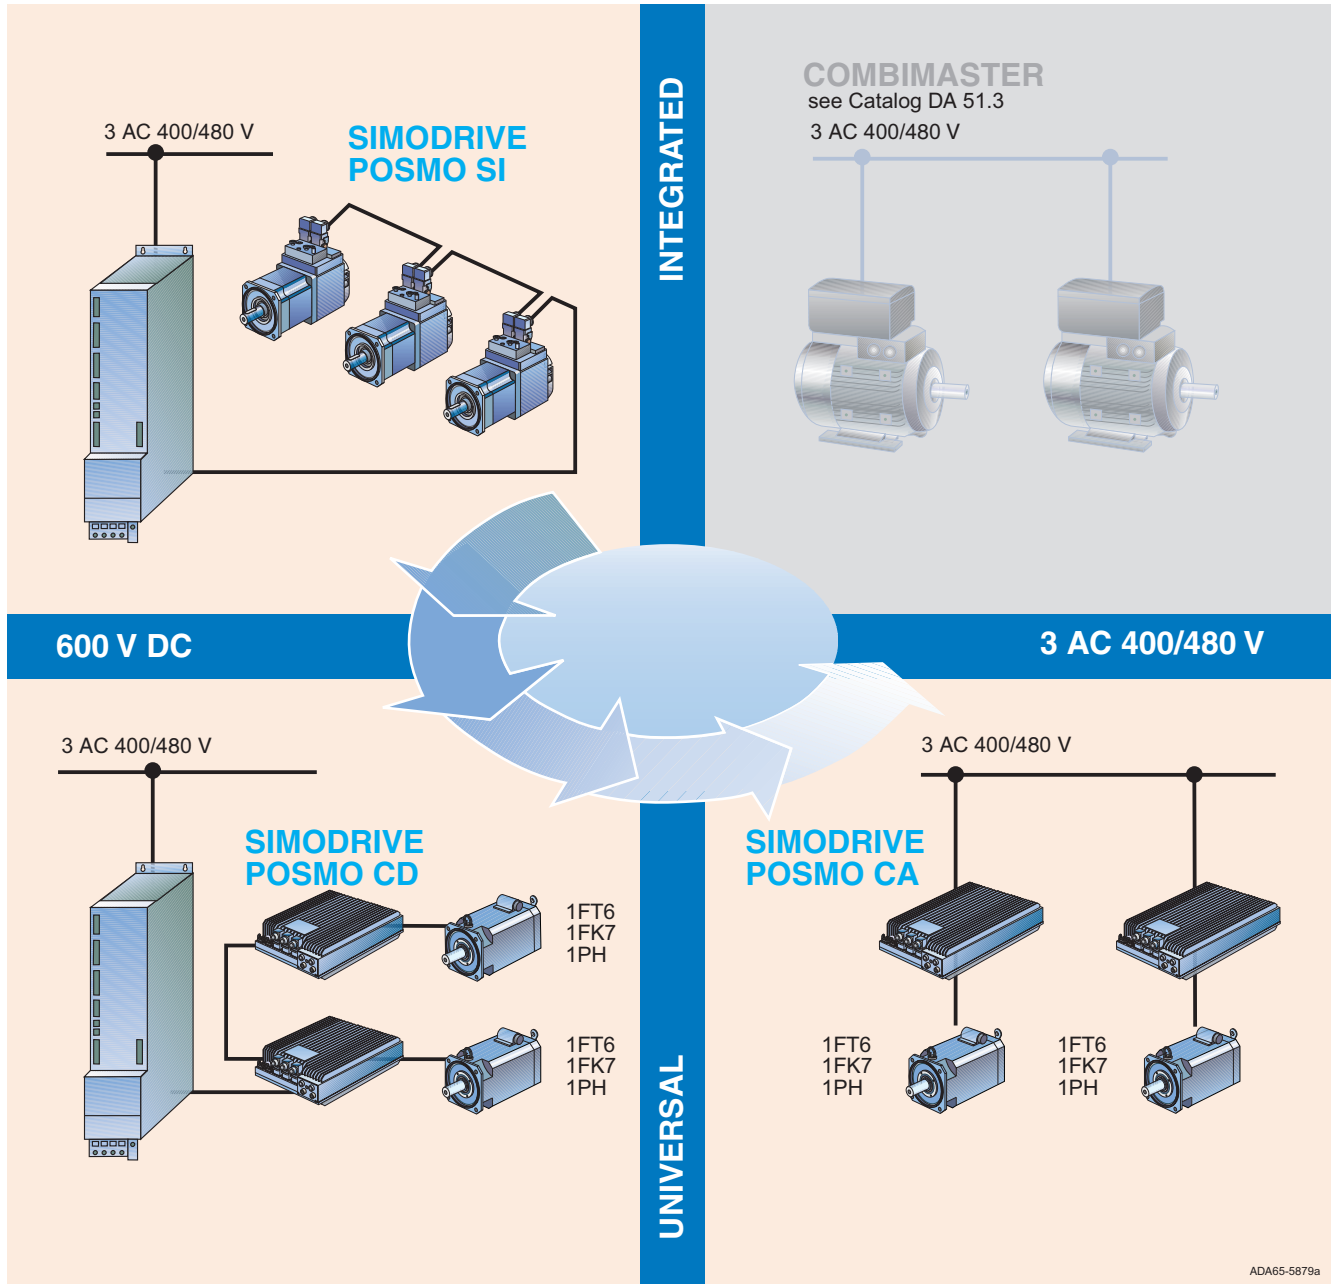 3 AC 400/480 V
SIMODRIVE
POSMO SI
INTEGRATED
COMBIMASTER
see Catalog DA 51.3
3 AC 400/480 V
600 V DC
3 AC 400/480 V
3 AC 400/480 V
SIMODRIVE
POSMO CD
1FT6
1FK7
1PH
1FT6
1FK7
1PH
UNIVERSAL
3 AC 400/480 V
SIMODRIVE
POSMO CA
1FT6
1FK7
1PH
1FT6
1FK7
1PH
ADA65-5879a